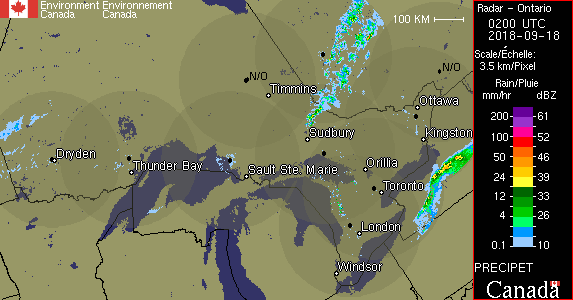 Environment Environnement
Canada Canada
100 KM
N/O
N/O
Timmins
Ottawa
Sudbury
Kingston
Dryden
Thunder Bay
Sault Ste. Marie
Orillia
Toronto
London
Windsor
Radar - Ontario
0200 UTC
2018-09-18
Scale/Échelle:
3.5 km/Pixel
Rain/Pluie
mm/hr dBZ
200 61
100 52
50 46
24 39
12 33
4 26
0.1 10
PRECIPET
Canada